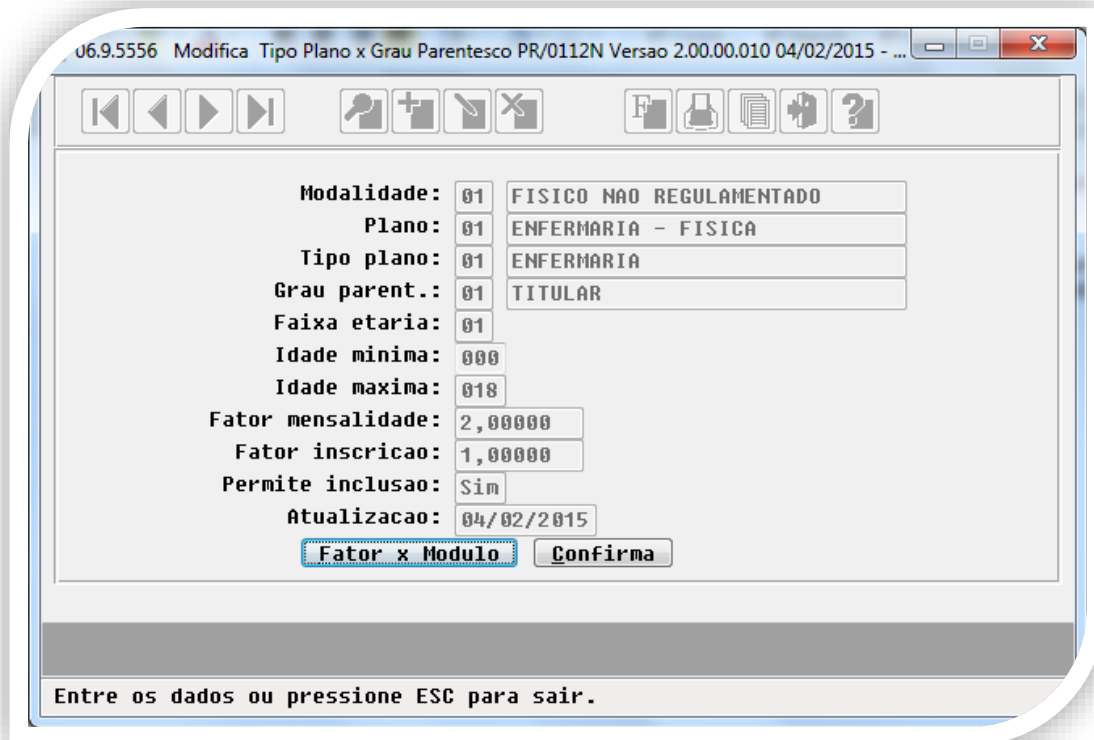 06.9.5556 Modifica Tipo Plano x Grau Parentesco PR/0112N Versao 2.00.00.010 04/02/2015 - ...
F
Modalidade: 01 FISICO NAO REGULAMENTADO
Plano: 01 ENFERMARIA - FISICA
Tipo plano: 01 ENFERMARIA
Grau parent.: 01 TITULAR
Faixa etaria: 01
Idade minima: 000
Idade maxima: 018
Fator mensalidade: 2,00000
Fator inscricao: 1,00000
Permite inclusao: Sim
Atualizacao: 04/02/2015
Fator x Modulo Confirma
Entre os dados ou pressione ESC para sair.